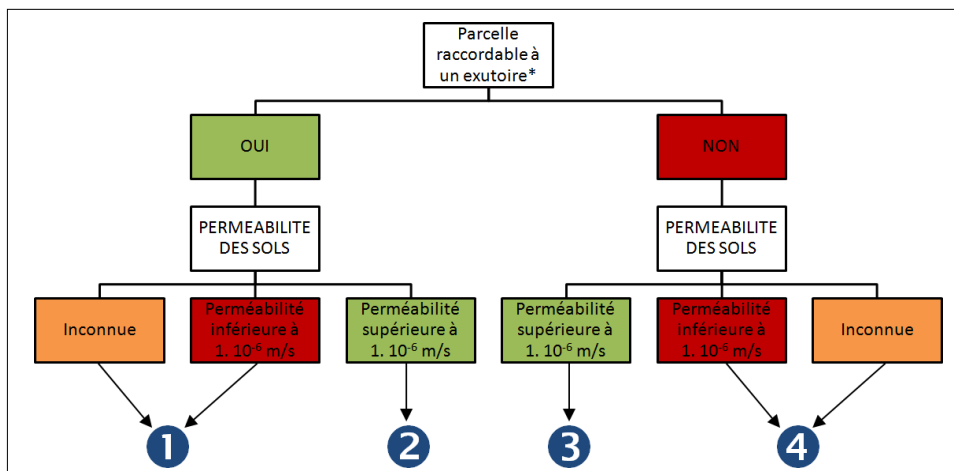 Parcelle
raccordable à
un exutoire*
OUI
NON
PERMEABILITE
DES SOLS
PERMEABILITE
DES SOLS
Inconnue
Perméabilité
inférieure à
1. 10⁻⁶ m/s
Perméabilité
supérieure à
1. 10⁻⁶ m/s
Perméabilité
supérieure à
1. 10⁻⁶ m/s
Perméabilité
inférieure à
1. 10⁻⁶ m/s
Inconnue
1
2
3
4